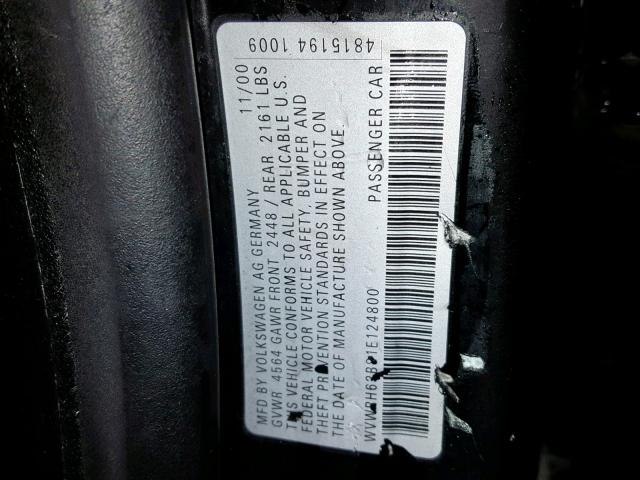 MFD BY VOLKSWAGEN AG GERMANY 11/00
GVWR 4564 GAWR FRONT 2448 / REAR 2161 LBS
THIS VEHICLE CONFORMS TO ALL APPLICABLE U.S.
FEDERAL MOTOR VEHICLE SAFETY, BUMPER AND
THEFT PREVENTION STANDARDS IN EFFECT ON
THE DATE OF MANUFACTURE SHOWN ABOVE.
PASSENGER CAR
4815194 1009